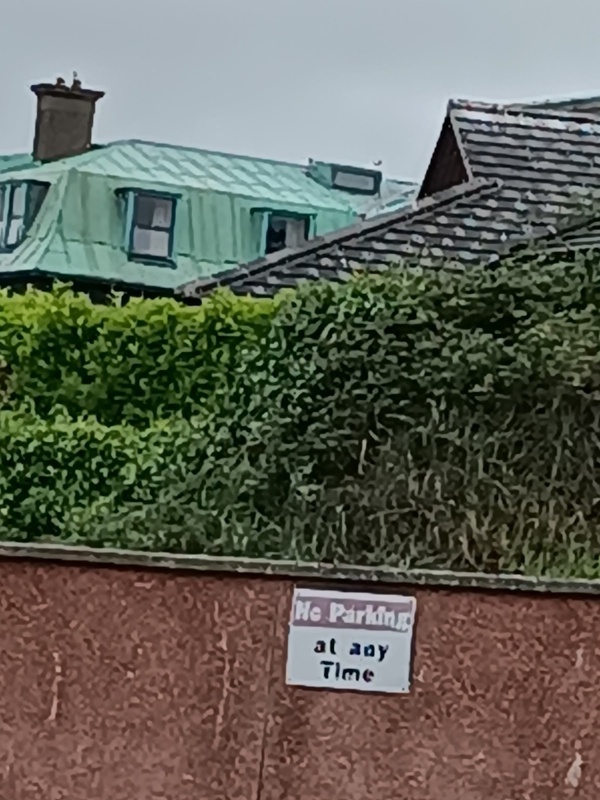 No Parking
at any
Time